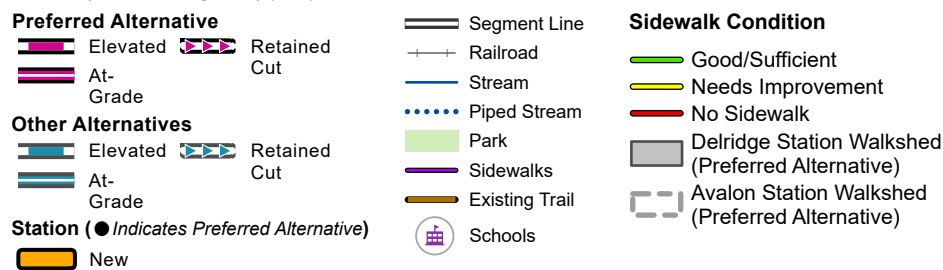 Preferred Alternative
Elevated
Retained
Cut
At-
Grade
Other Alternatives
Elevated
Retained
Cut
At-
Grade
Station (● Indicates Preferred Alternative)
New
Segment Line
Railroad
Stream
Piped Stream
Park
Sidewalks
Existing Trail
Schools
Sidewalk Condition
Good/Sufficient
Needs Improvement
No Sidewalk
Delridge Station Walkshed
(Preferred Alternative)
Avalon Station Walkshed
(Preferred Alternative)